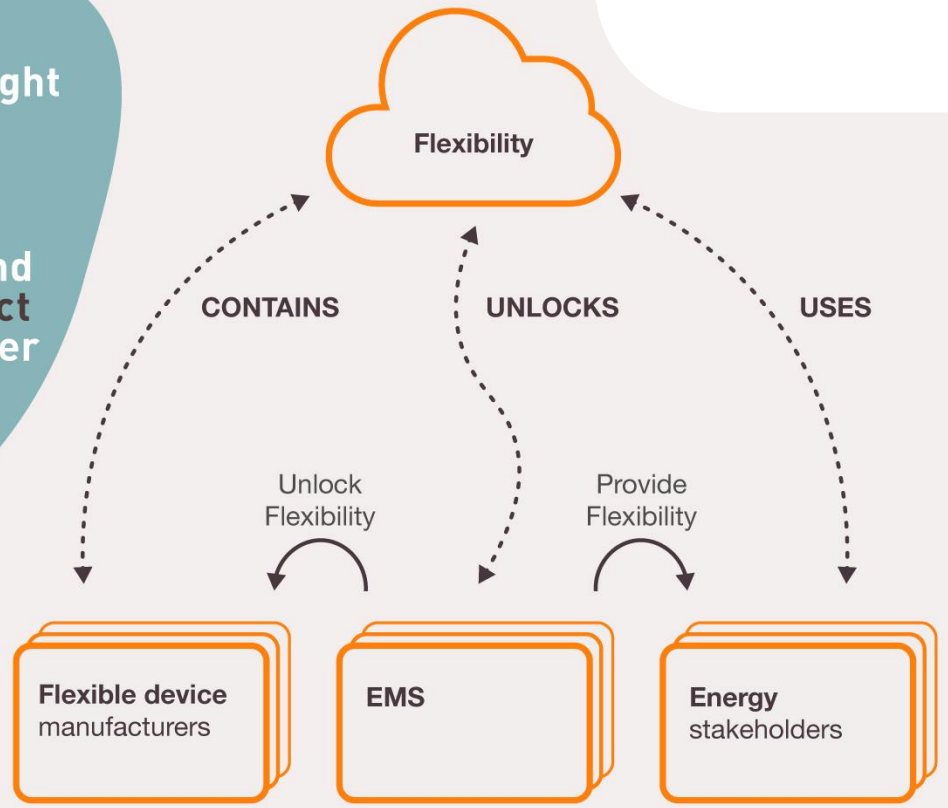 ght
nd
ct
er
Flexibility
CONTAINS
UNLOCKS
USES
Unlock
Flexibility
Provide
Flexibility
Flexible device
manufacturers
EMS
Energy
stakeholders